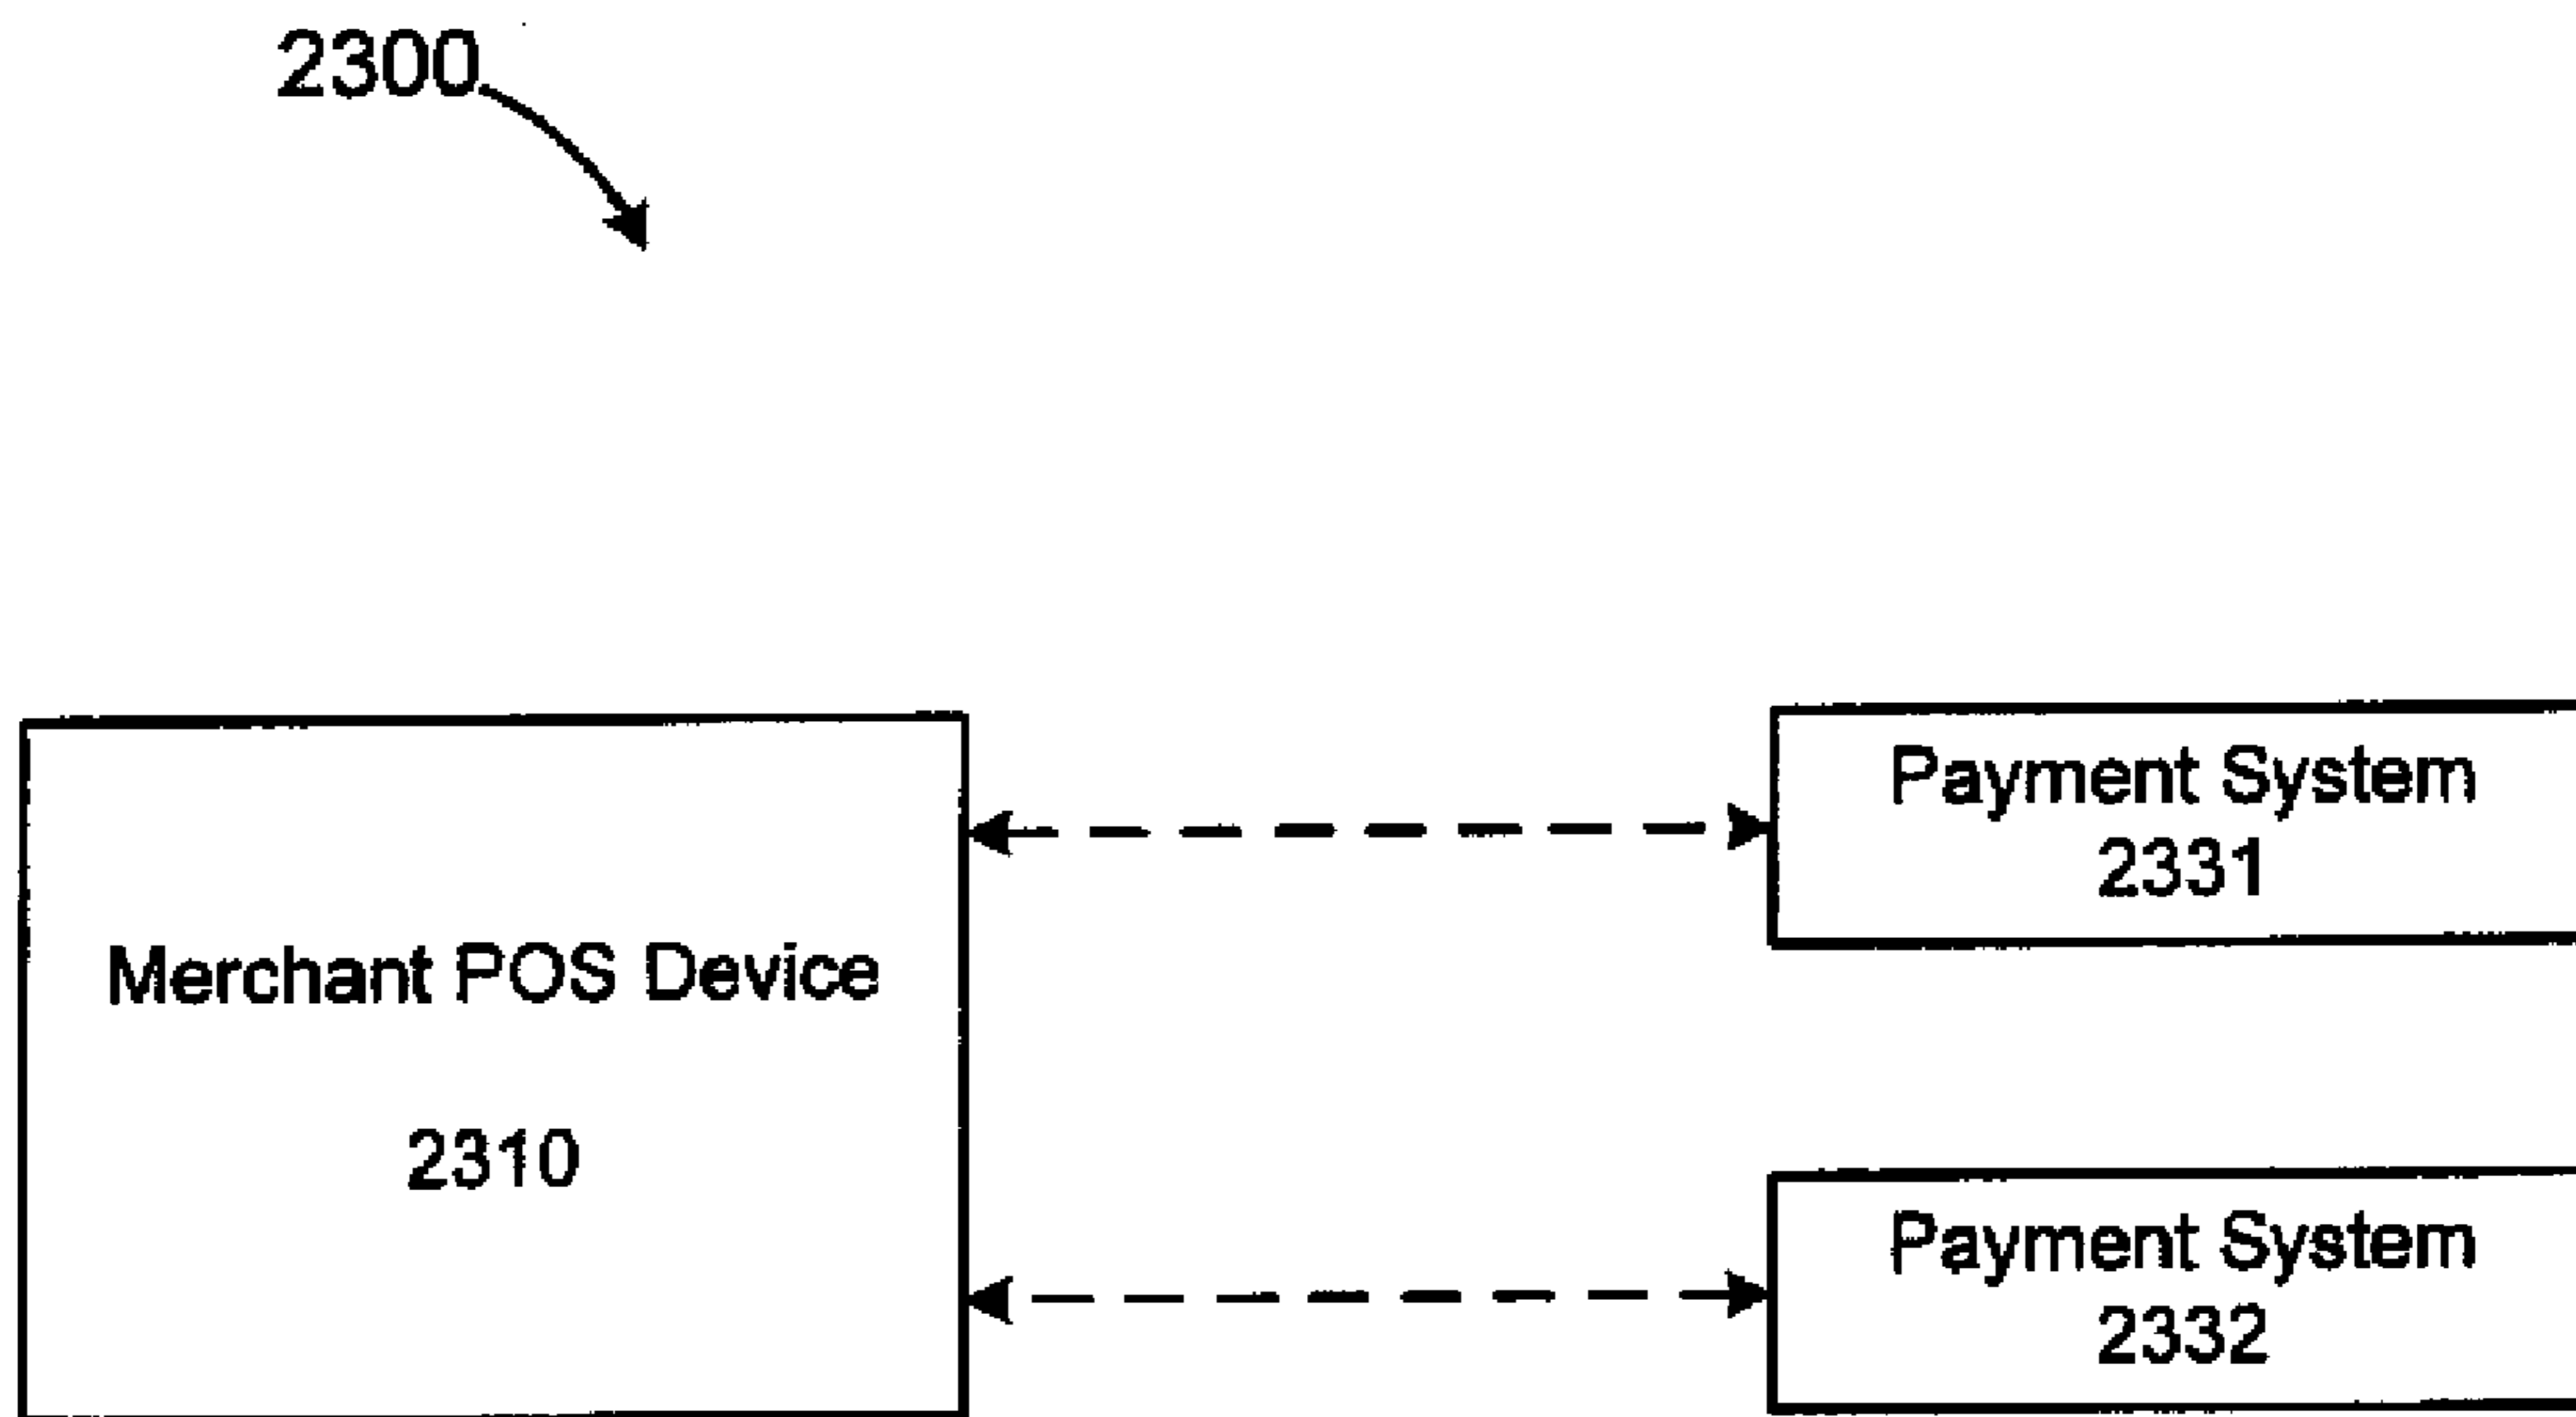 2300
Merchant POS Device
2310
Payment System
2331
Payment System
2332